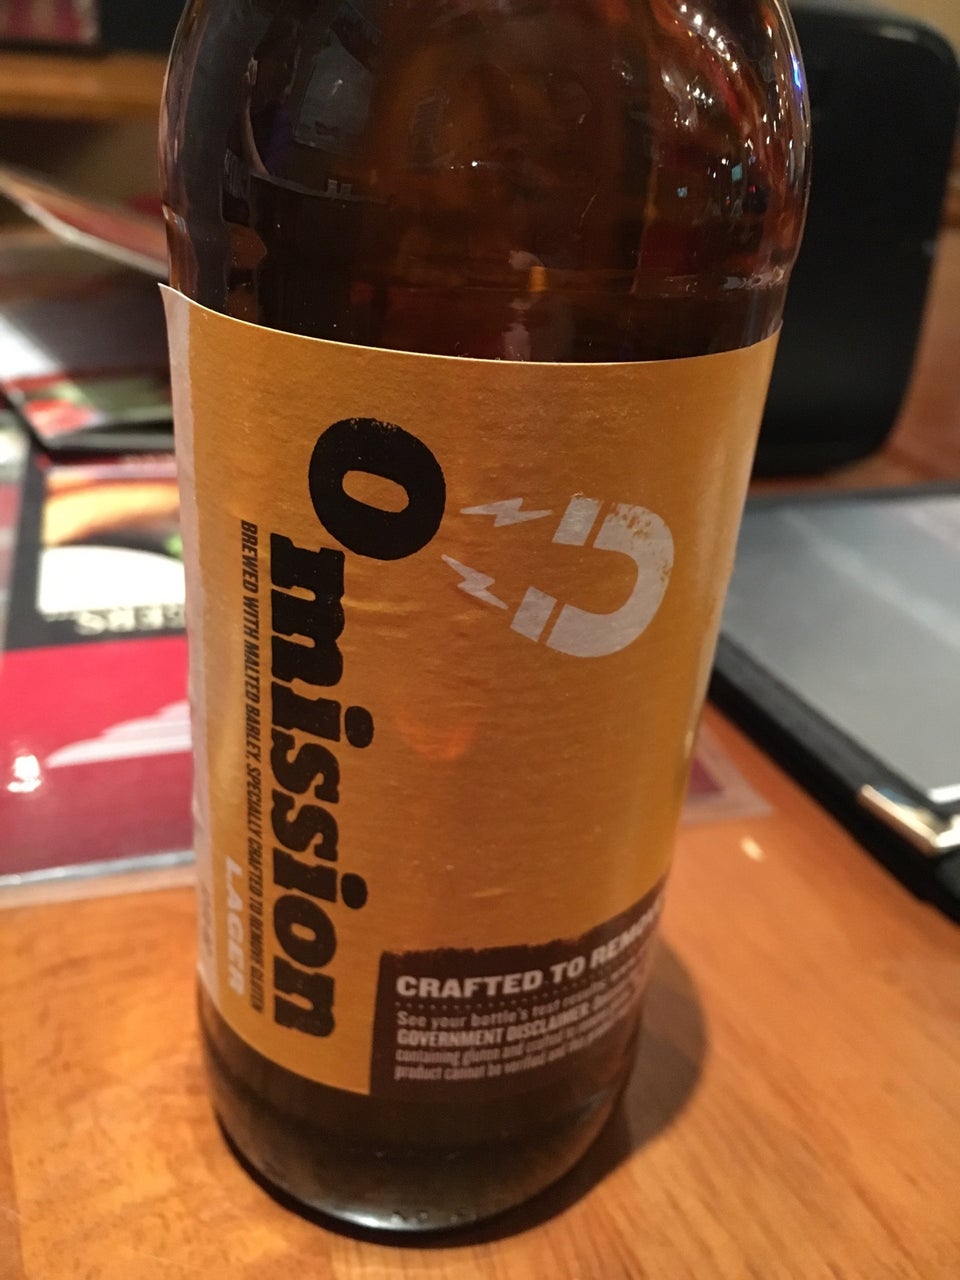 Omission
BREWED WITH MALTED BARLEY, SPECIALLY CRAFTED TO REMOVE GLUTEN
LAGER
CRAFTED TO
See your bottle's test results
GOVERNMENT DISCLAIMER:
containing gluten and crafted to
product cannot be verified and the